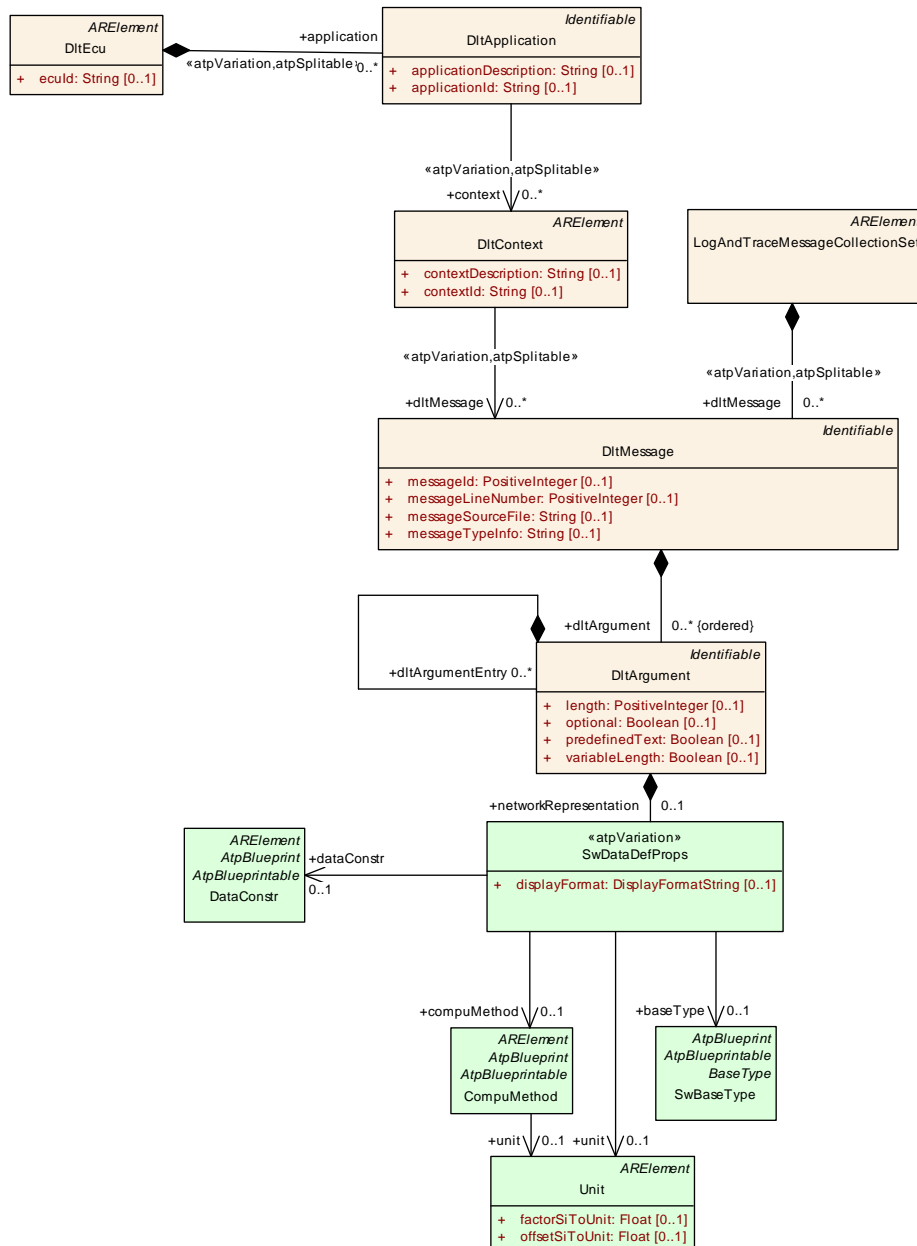 ARElement
DltEcu
+ ecuId: String [0..1]
+application
«atpVariation,atpSplitable»
0..*
Identifiable
DltApplication
+ applicationDescription: String [0..1]
+ applicationId: String [0..1]
«atpVariation,atpSplitable»
+context 0..*
ARElement
DltContext
+ contextDescription: String [0..1]
+ contextId: String [0..1]
ARElement
LogAndTraceMessageCollectionSet
«atpVariation,atpSplitable»
+dltMessage 0..*
«atpVariation,atpSplitable»
+dltMessage 0..*
Identifiable
DltMessage
+ messageId: PositiveInteger [0..1]
+ messageLineNumber: PositiveInteger [0..1]
+ messageSourceFile: String [0..1]
+ messageTypeInfo: String [0..1]
+dltArgument 0..* {ordered}
+dltArgumentEntry 0..*
Identifiable
DltArgument
+ length: PositiveInteger [0..1]
+ optional: Boolean [0..1]
+ predefinedText: Boolean [0..1]
+ variableLength: Boolean [0..1]
+networkRepresentation 0..1
«atpVariation»
SwDataDefProps
+ displayFormat: DisplayFormatString [0..1]
+dataConstr
0..1
ARElement
AtpBlueprint
AtpBlueprintable
DataConstr
+compuMethod 0..1
+baseType 0..1
ARElement
AtpBlueprint
AtpBlueprintable
CompuMethod
AtpBlueprint
AtpBlueprintable
BaseType
SwBaseType
+unit 0..1
+unit 0..1
ARElement
Unit
+ factorSiToUnit: Float [0..1]
+ offsetSiToUnit: Float [0..1]